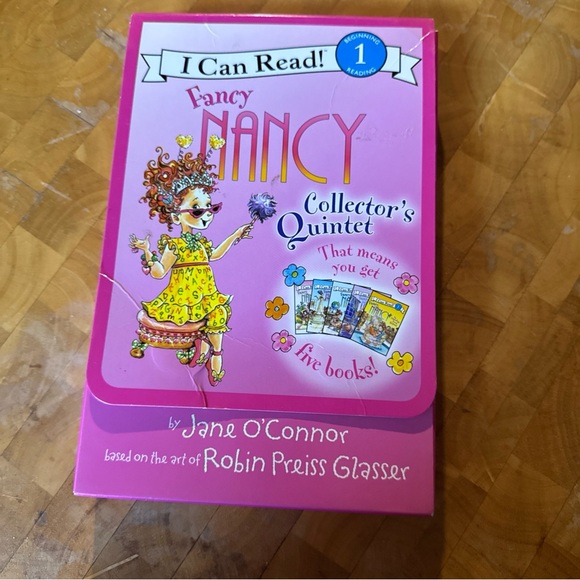 I Can Read!™
BEGINNING
1
READING
Fancy
NANCY
Collector's
Quintet
That means
you get
five books!
by Jane O'Connor
based on the art of Robin Preiss Glasser